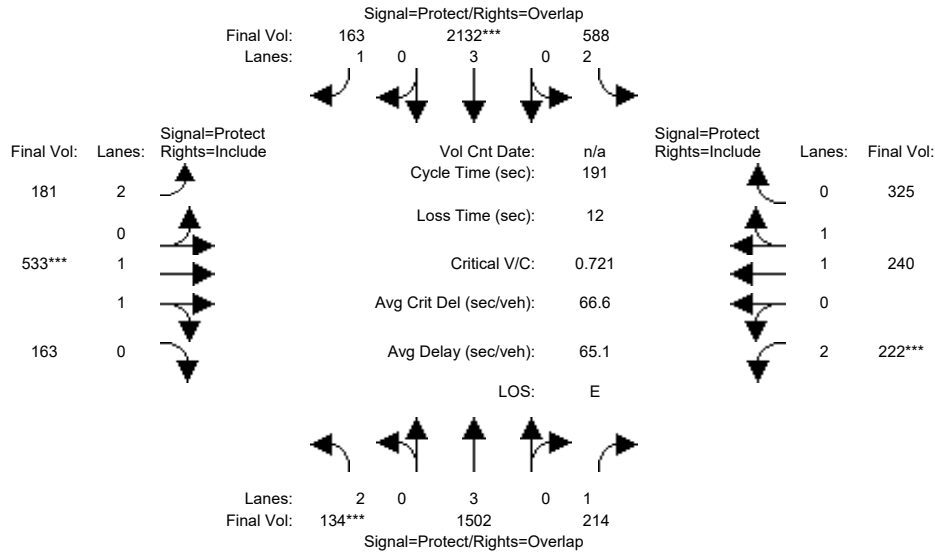 Signal=Protect/Rights=Overlap
Final Vol: 163 2132*** 588
Lanes: 1 0 3 0 2
Signal=Protect
Final Vol: Lanes: Rights=Include
Vol Cnt Date: n/a
Signal=Protect
Rights=Include Lanes: Final Vol:
Cycle Time (sec): 191
181 2
0 325
Loss Time (sec): 12
0
1
533*** 1
Critical V/C: 0.721
1 240
1
Avg Crit Del (sec/veh): 66.6
0
163 0
Avg Delay (sec/veh): 65.1
2 222***
LOS: E
Lanes: 2 0 3 0 1
Final Vol: 134*** 1502 214
Signal=Protect/Rights=Overlap